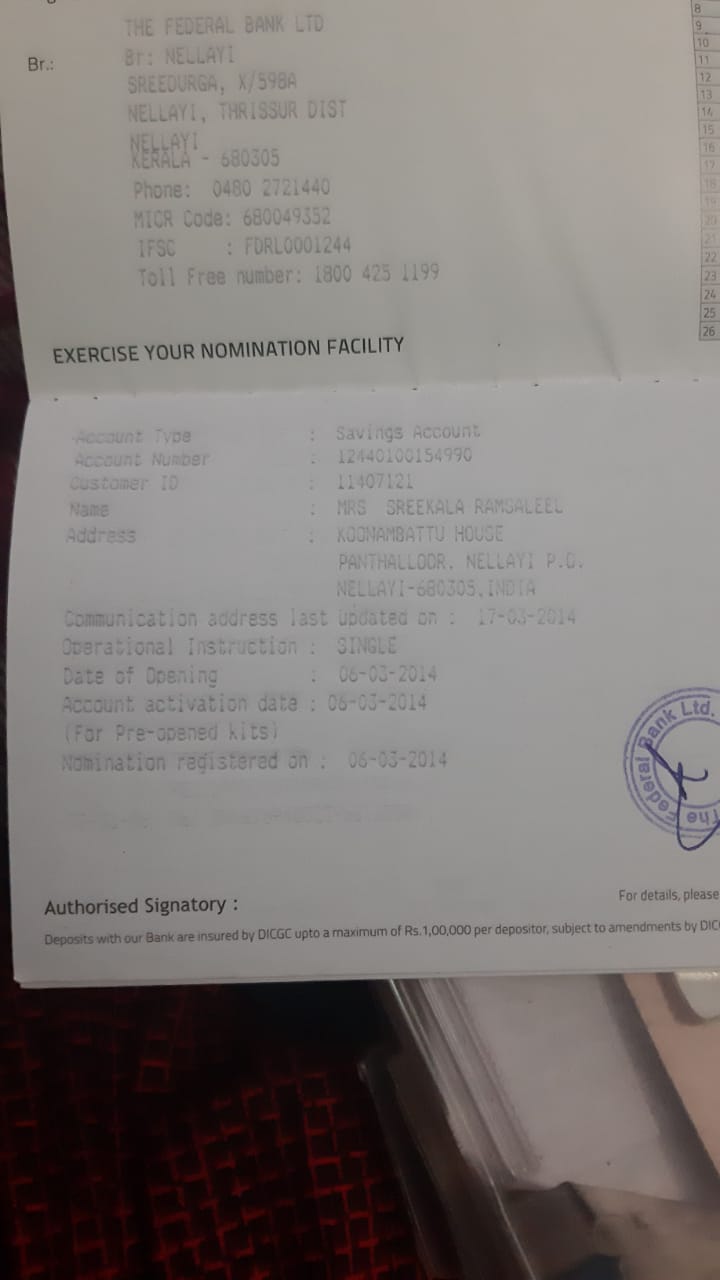 THE FEDERAL BANK LTD
Br.:
Br: NELLAYI
SREEDURGA, X/598A
NELLAYI, THRISSUR DIST
NELLAYI
KERALA - 680305
Phone: 0480 2721440
MICR Code: 680049352
IFSC : FDRL0001244
Toll Free number: 1800 425 1199
8
9
10
11
12
13
14
15
16
17
18
19
20
21
22
23
24
25
26
EXERCISE YOUR NOMINATION FACILITY
Account Type : Savings Account
Account Number : 12440100154990
Customer ID : 11407121
Name : MRS SREEKALA RAMSALEEL
Address : KOONAMBATTU HOUSE
PANTHALLOOR, NELLAYI P.O.
NELLAYI-680305,INDIA
Communication address last updated on : 17-03-2014
Operational Instruction : SINGLE
Date of Opening : 06-03-2014
Account activation date : 06-03-2014
(For Pre-opened kits)
Nomination registered on : 06-03-2014
The Federal Bank Ltd.
Authorised Signatory :
For details, please
Deposits with our Bank are insured by DICGC upto a maximum of Rs.1,00,000 per depositor, subject to amendments by